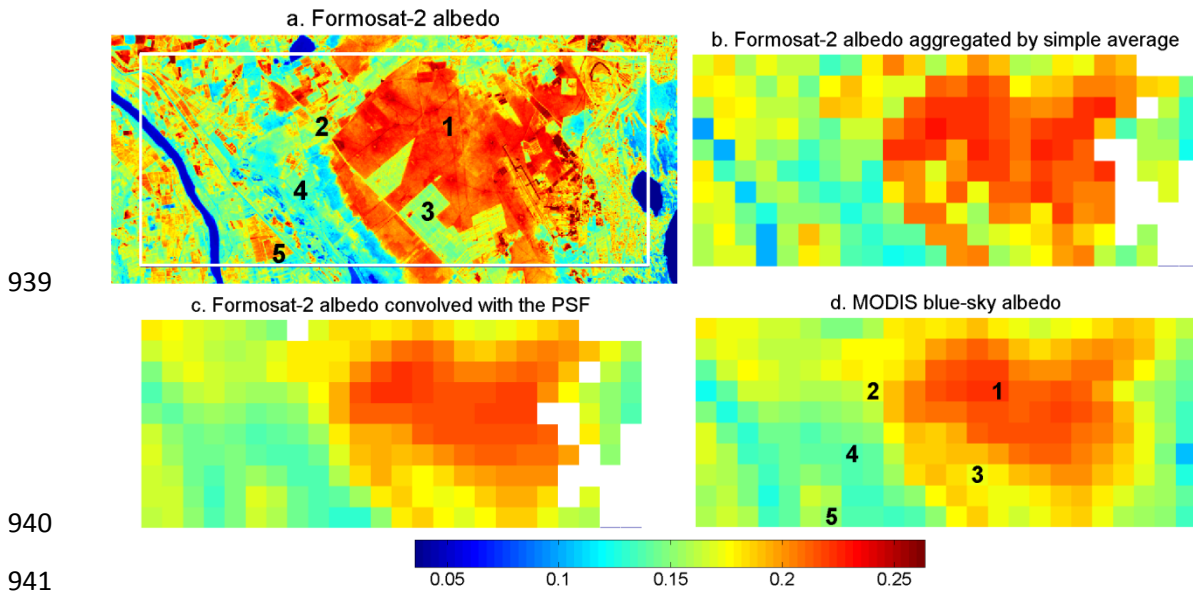 a. Formosat-2 albedo
b. Formosat-2 albedo aggregated by simple average
1
2
4
3
5
939
c. Formosat-2 albedo convolved with the PSF
d. MODIS blue-sky albedo
2
1
4
3
5
940
0.05 0.1 0.15 0.2 0.25
941